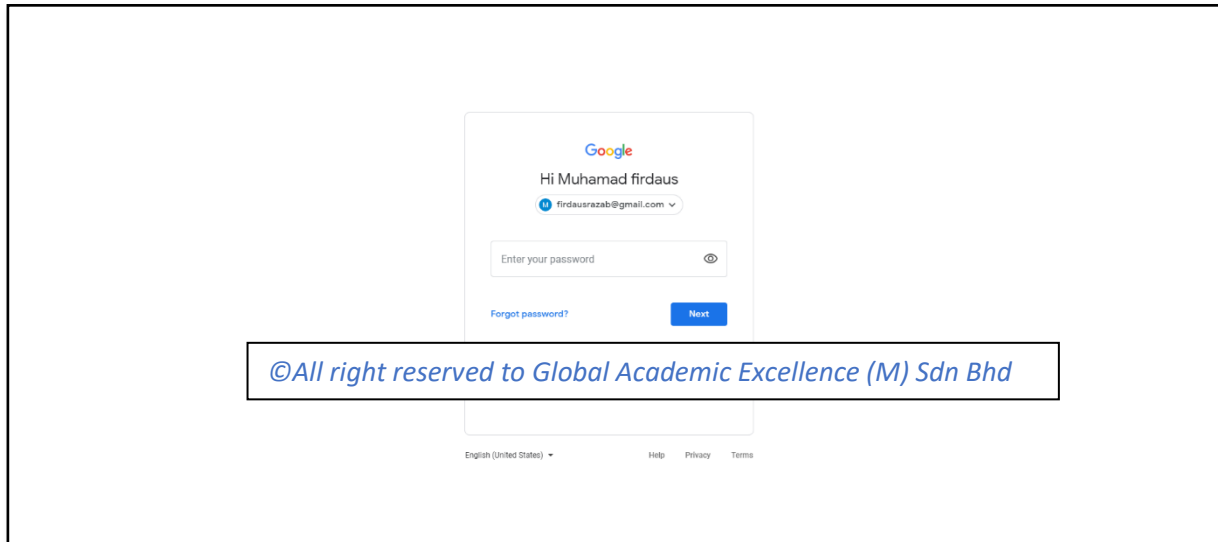 Google
Hi Muhamad firdaus
M firdausrazab@gmail.com
Enter your password
Forgot password? Next
©All right reserved to Global Academic Excellence (M) Sdn Bhd
English (United States) Help Privacy Terms